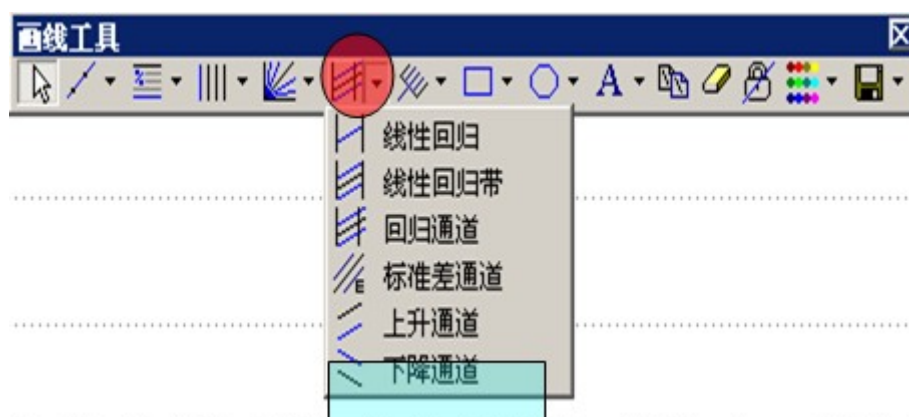 画线工具
A
线性回归
线性回归带
回归通道
标准差通道
上升通道
下降通道